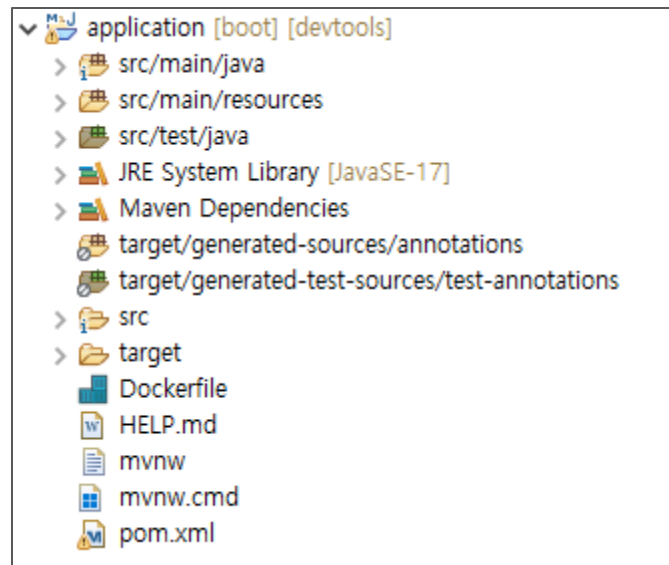 application [boot] [devtools]
src/main/java
src/main/resources
src/test/java
JRE System Library [JavaSE-17]
Maven Dependencies
target/generated-sources/annotations
target/generated-test-sources/test-annotations
src
target
Dockerfile
HELP.md
mvnw
mvnw.cmd
pom.xml